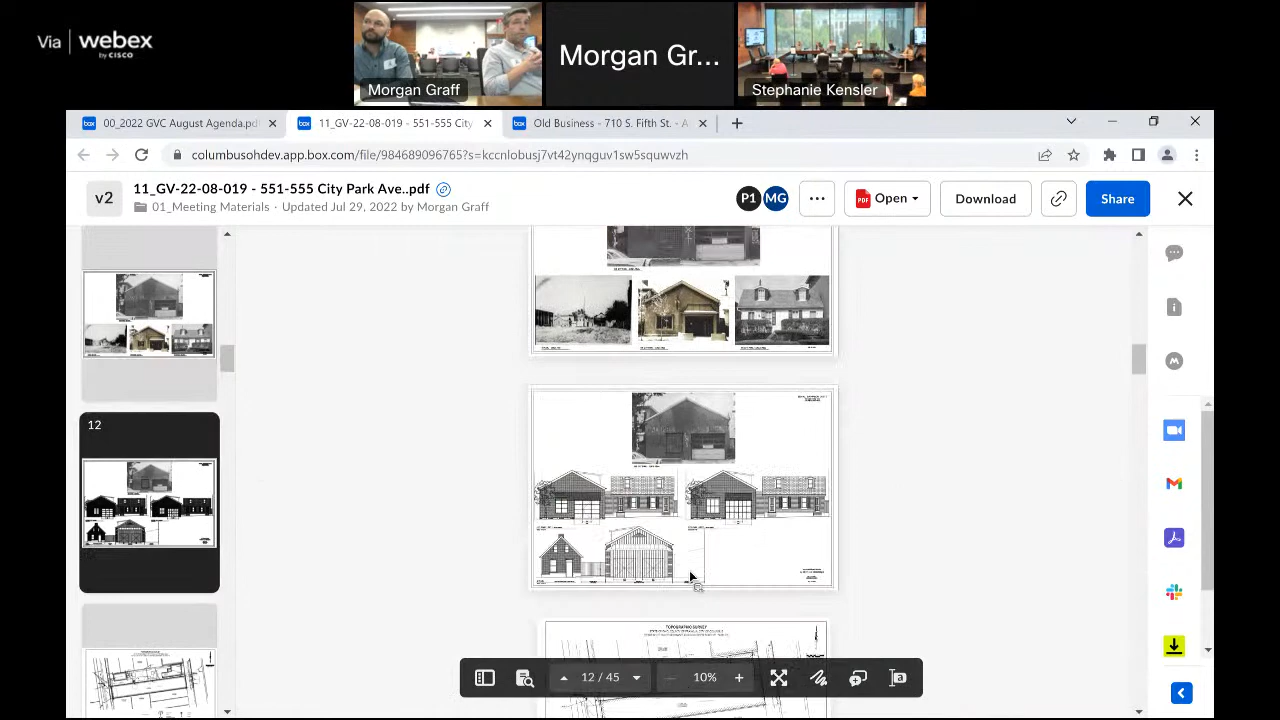 Via | webex
by CISCO
Morgan Graff
Morgan Gr...
Stephanie Kensler
00_2022 GVC August Agenda.pdf
11_GV-22-08-019 - 551-555 City
Old Business - 710 S. Fifth St. - A
columbusohdev.app.box.com/file/984689096765?s=kccnlobusj7vt42ynqguv1sw5squwvzh
v2
11_GV-22-08-019 - 551-555 City Park Ave..pdf
01_Meeting Materials · Updated Jul 29, 2022 by Morgan Graff
P1 MG
PDF Open
Download
Share
12
TOPOGRAPHIC SURVEY
12 / 45
10%